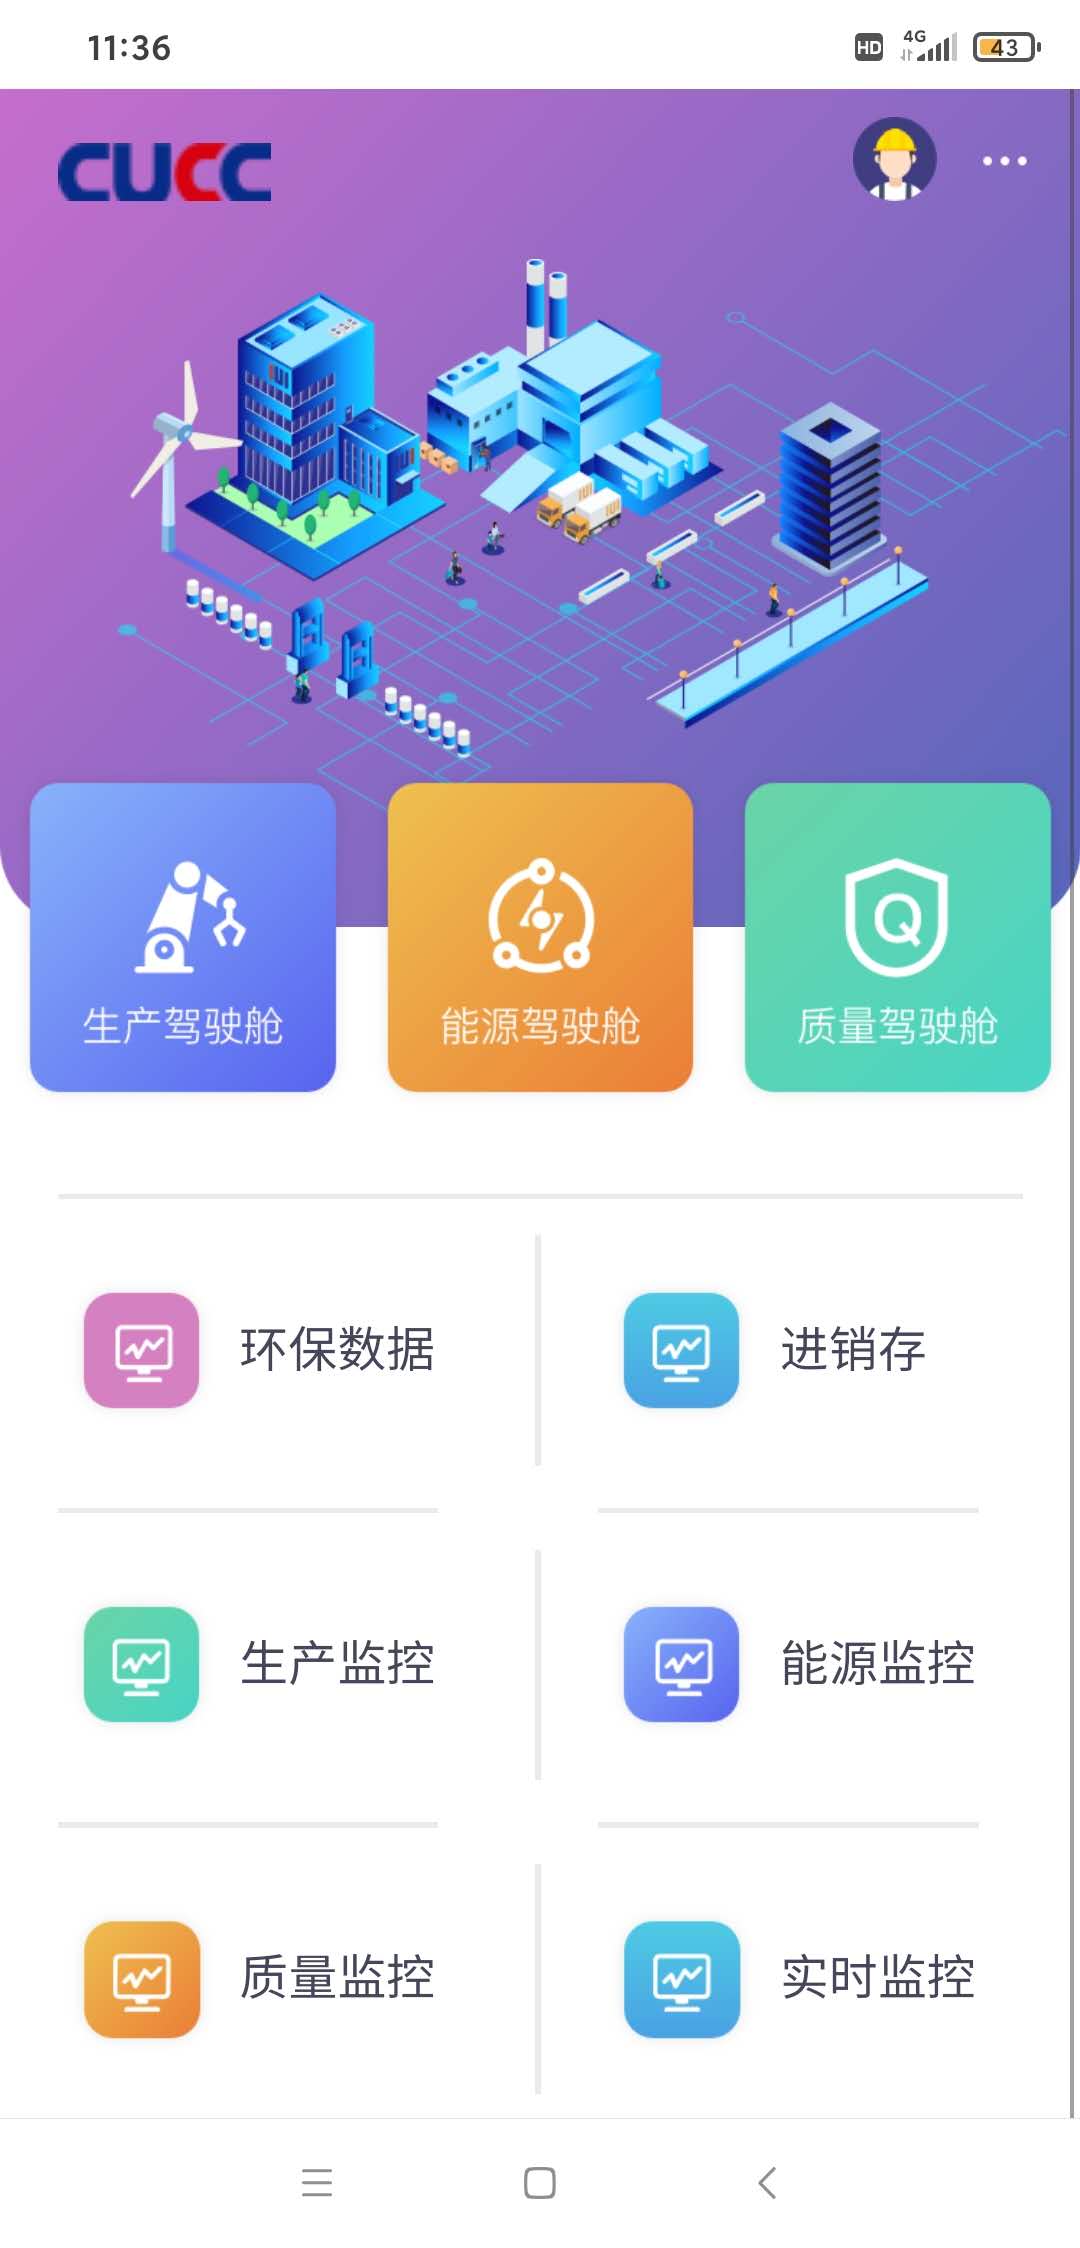 11:36
HD
4G
43
CUCC
生产驾驶舱
能源驾驶舱
质量驾驶舱
Q
环保数据
进销存
生产监控
能源监控
质量监控
实时监控